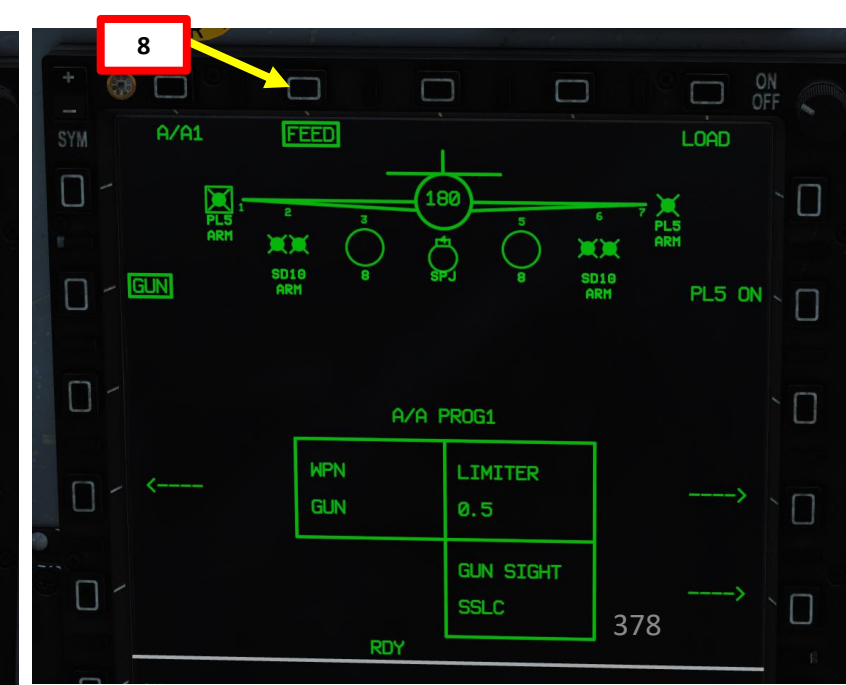 8
+
-
SYM
ON
OFF
A/A1
FEED
LOAD
180
1
2
3
4
5
6
7
PL5
ARM
PL5
ARM
SD10
ARM
8
SPJ
8
SD10
ARM
GUN
PL5 ON
A/A PROG1
WPN
GUN
LIMITER
0.5
<----
---->
GUN SIGHT
SSLC
---->
378
RDY